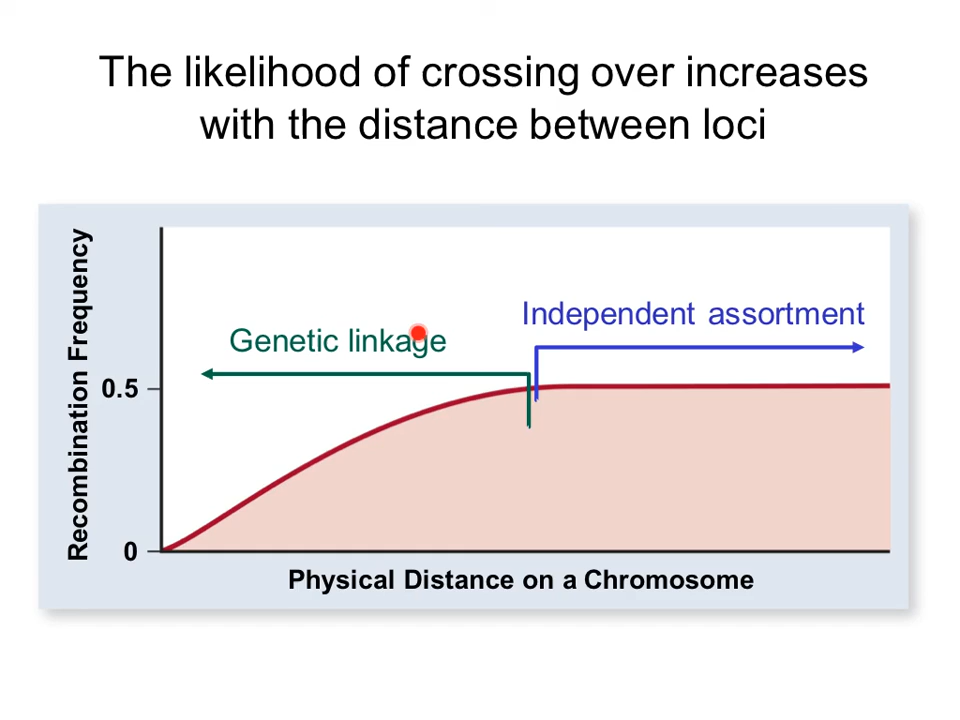 The likelihood of crossing over increases
with the distance between loci
Recombination Frequency
Independent assortment
Genetic linkage
0.5
0
Physical Distance on a Chromosome